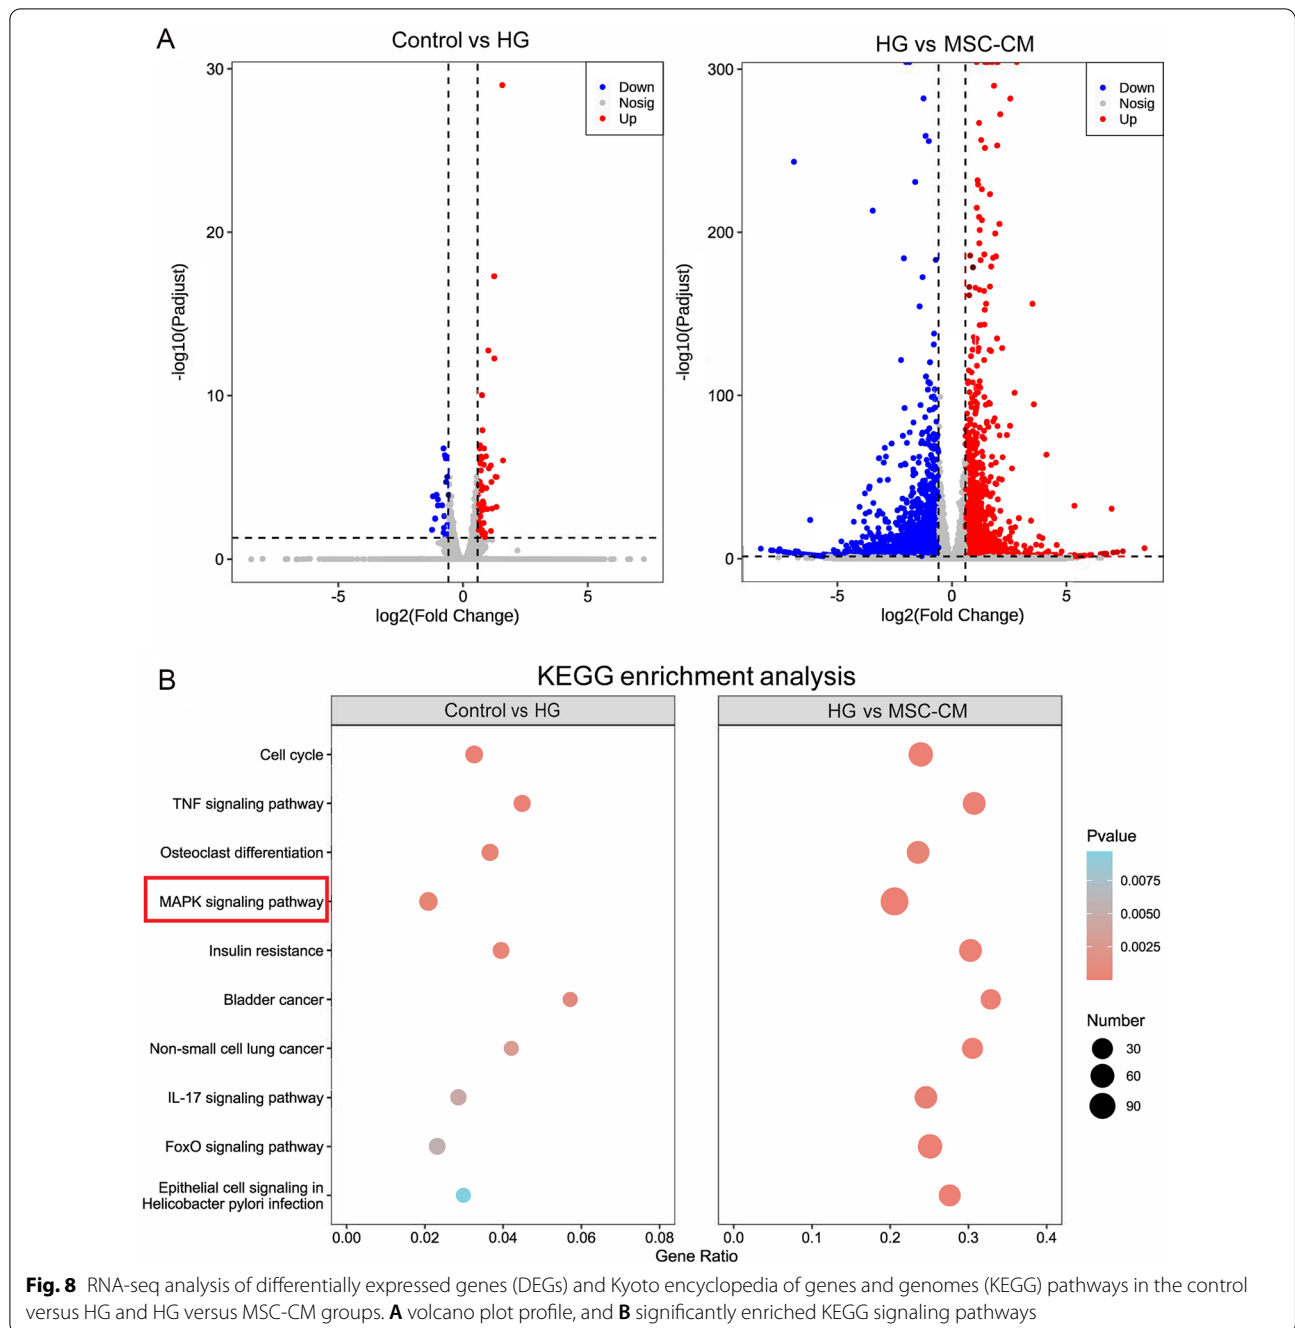 A
Control vs HG
HG vs MSC-CM
30
20
10
0
-log10(Padjust)
Down
Nosig
Up
-5
0
5
log2(Fold Change)
300
200
100
0
-log10(Padjust)
Down
Nosig
Up
-5
0
5
log2(Fold Change)
B
KEGG enrichment analysis
Control vs HG
HG vs MSC-CM
Cell cycle
TNF signaling pathway
Osteoclast differentiation
MAPK signaling pathway
Insulin resistance
Bladder cancer
Non-small cell lung cancer
IL-17 signaling pathway
FoxO signaling pathway
Epithelial cell signaling in
Helicobacter pylori infection
0.00 0.02 0.04 0.06 0.08
0.0 0.1 0.2 0.3 0.4
Gene Ratio
Pvalue
0.0075
0.0050
0.0025
Number
30
60
90
Fig. 8 RNA-seq analysis of differentially expressed genes (DEGs) and Kyoto encyclopedia of genes and genomes (KEGG) pathways in the control
versus HG and HG versus MSC-CM groups. A volcano plot profile, and B significantly enriched KEGG signaling pathways